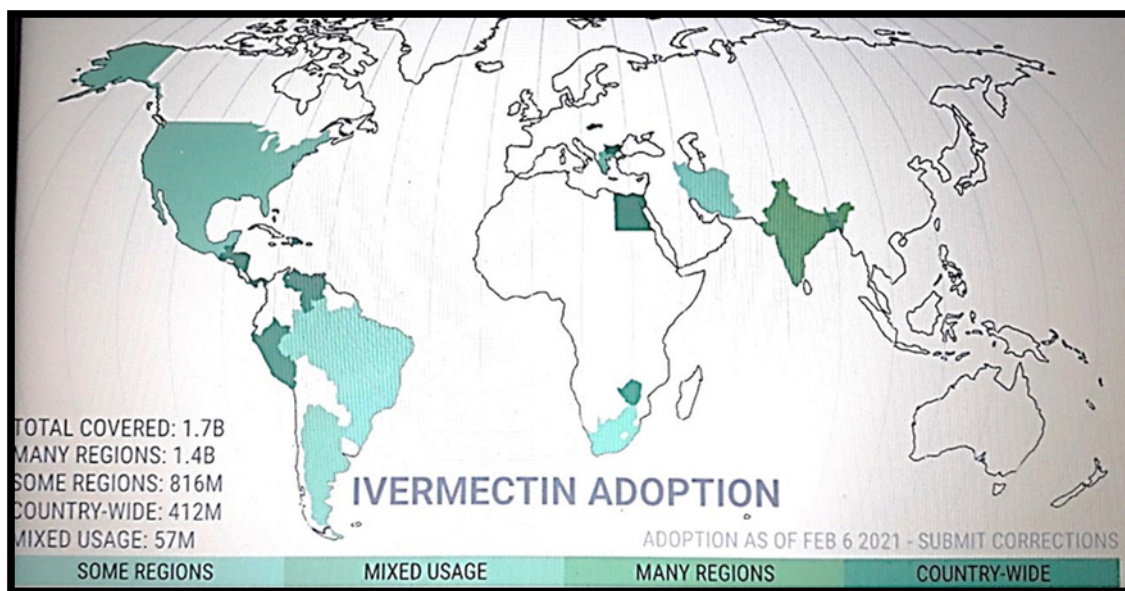 TOTAL COVERED: 1.7B
MANY REGIONS: 1.4B
SOME REGIONS: 816M
COUNTRY-WIDE: 412M
MIXED USAGE: 57M
IVERMECTIN ADOPTION
ADOPTION AS OF FEB 6 2021 - SUBMIT CORRECTIONS
SOME REGIONS MIXED USAGE MANY REGIONS COUNTRY-WIDE